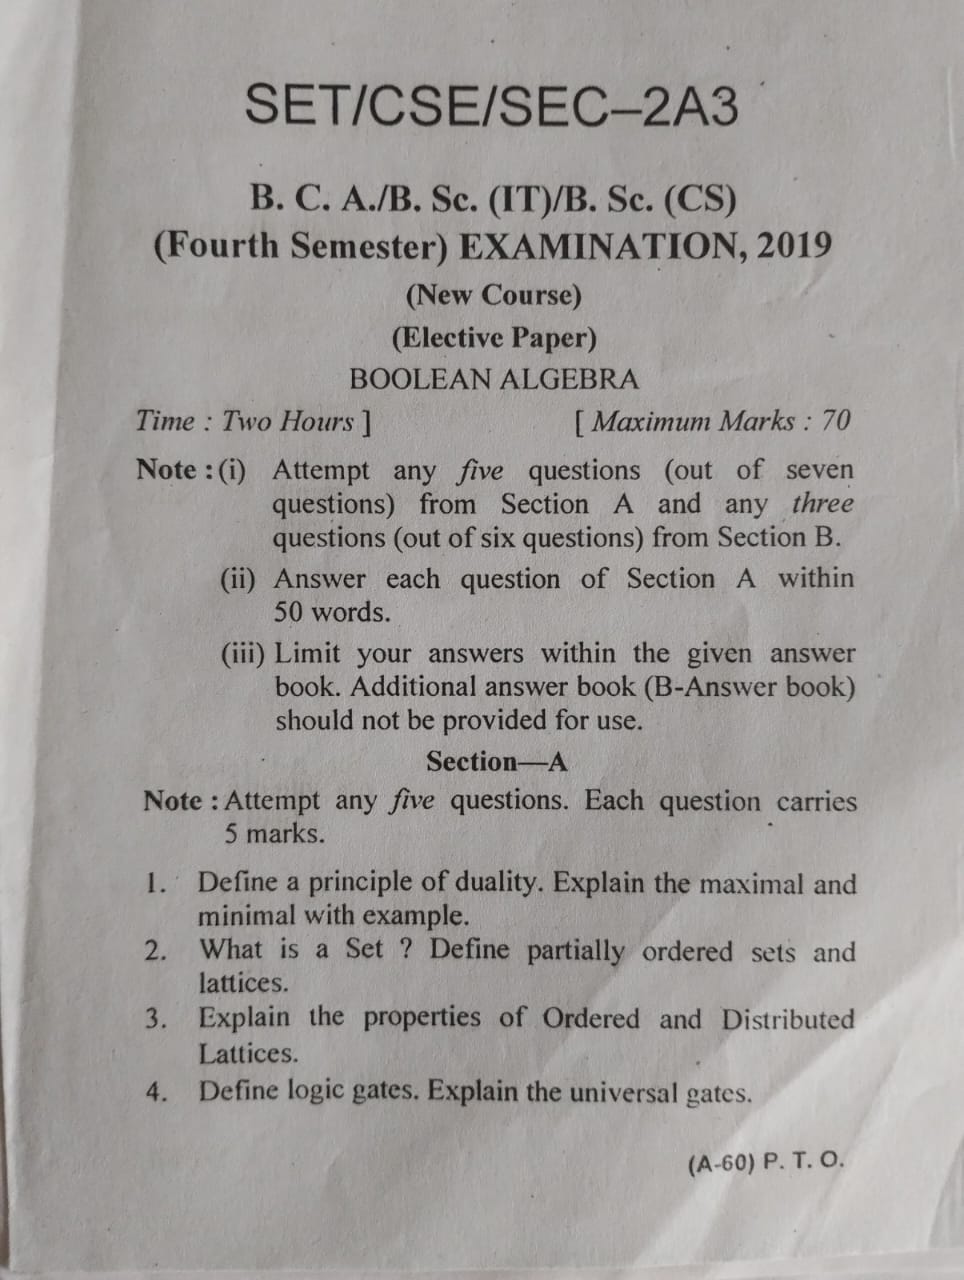 SET/CSE/SEC–2A3
B. C. A./B. Sc. (IT)/B. Sc. (CS)
(Fourth Semester) EXAMINATION, 2019
(New Course)
(Elective Paper)
BOOLEAN ALGEBRA
Time : Two Hours ] [ Maximum Marks : 70
Note : (i) Attempt any five questions (out of seven
questions) from Section A and any three
questions (out of six questions) from Section B.
(ii) Answer each question of Section A within
50 words.
(iii) Limit your answers within the given answer
book. Additional answer book (B-Answer book)
should not be provided for use.
Section—A
Note : Attempt any five questions. Each question carries
5 marks.
1. Define a principle of duality. Explain the maximal and
minimal with example.
2. What is a Set ? Define partially ordered sets and
lattices.
3. Explain the properties of Ordered and Distributed
Lattices.
4. Define logic gates. Explain the universal gates.
(A-60) P. T. O.